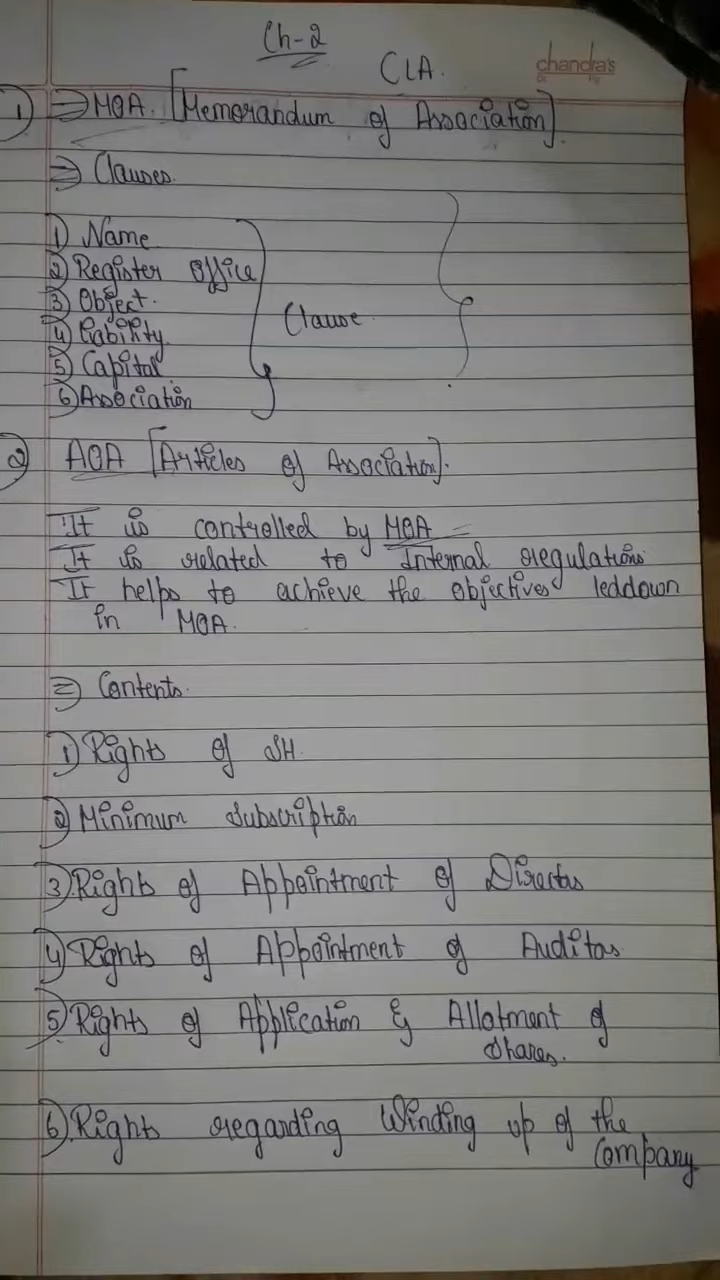 Ch-2
CLA.
chandra's
1) ⇒ MOA. [Memorandum of Association].
⇒ Clauses.
1) Name
2) Register office
3) Object.
4) Liability.
5) Capital
6) Association
Clause.
2) AOA [Articles of Association].
It is controlled by MOA
It is related to Internal regulations
It helps to achieve the objectives leddown
in MOA.
⇒ Contents.
1) Rights of SH.
2) Minimum Subscription
3) Rights of Appointment of Directors
4) Rights of Appointment of Auditors
5) Rights of Application & Allotment of
Shares.
6) Rights regarding Winding up of the
Company